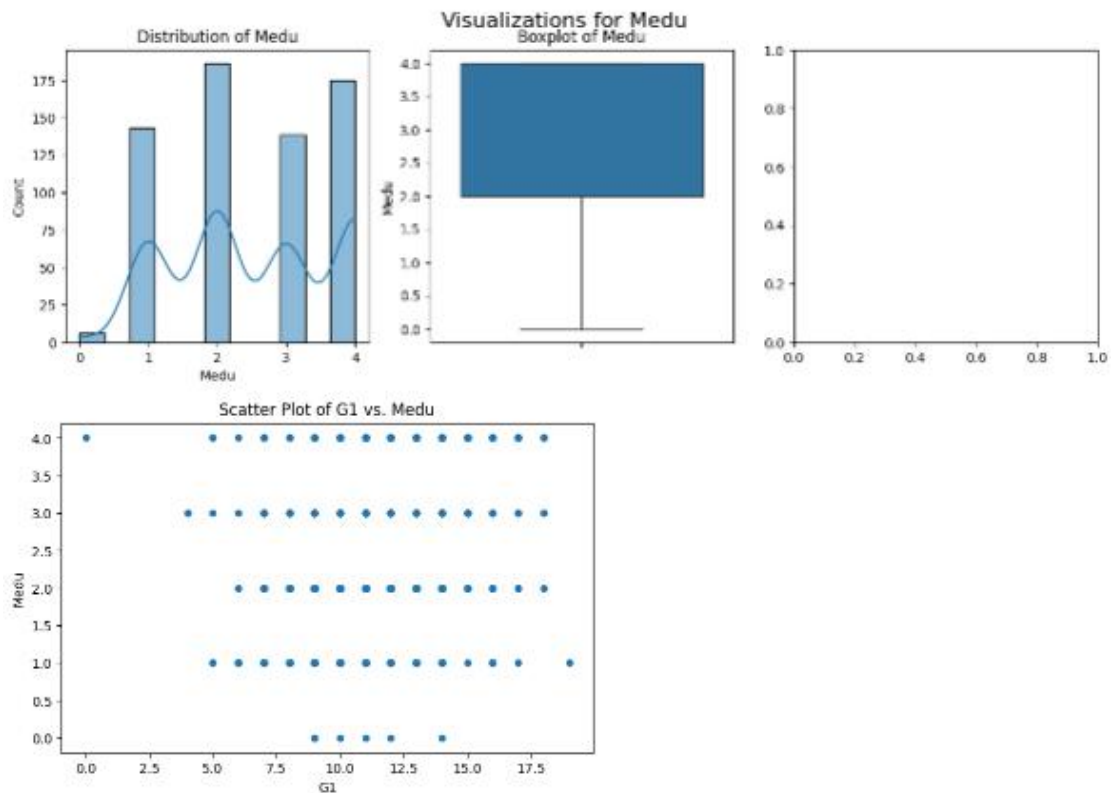 Visualizations for Medu
Distribution of Medu
Boxplot of Medu
175
150
125
100
75
50
25
0
Count
0 1 2 3 4
Medu
4.0
3.5
3.0
2.5
2.0
1.5
1.0
0.5
0.0
Medu
1.0
0.8
0.6
0.4
0.2
0.0
0.0 0.2 0.4 0.6 0.8 1.0
Scatter Plot of G1 vs. Medu
4.0
3.5
3.0
2.5
2.0
1.5
1.0
0.5
0.0
Medu
0.0 2.5 5.0 7.5 10.0 12.5 15.0 17.5
G1